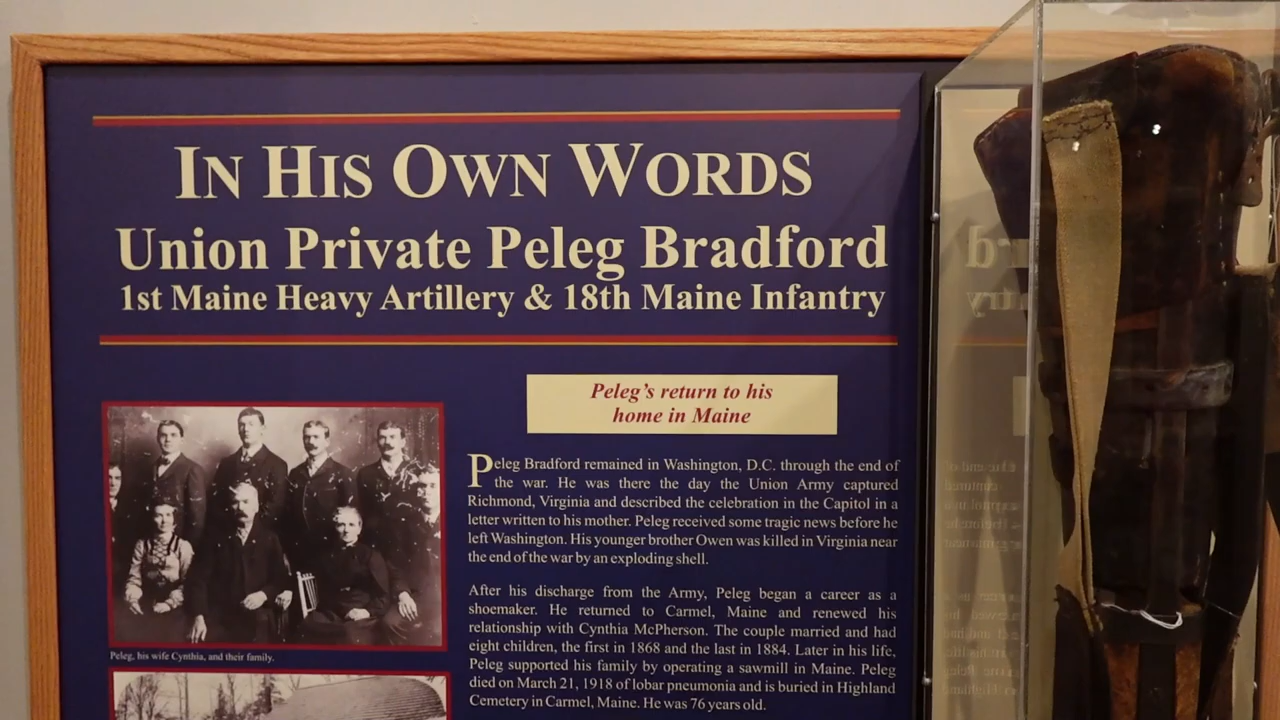 IN HIS OWN WORDS
Union Private Peleg Bradford
1st Maine Heavy Artillery & 18th Maine Infantry
Peleg's return to his
home in Maine
Peleg Bradford remained in Washington, D.C. through the end of
the war. He was there the day the Union Army captured
Richmond, Virginia and described the celebration in the Capitol in a
letter written to his mother. Peleg received some tragic news before he
left Washington. His younger brother Owen was killed in Virginia near
the end of the war by an exploding shell.
After his discharge from the Army, Peleg began a career as a
shoemaker. He returned to Carmel, Maine and renewed his
relationship with Cynthia McPherson. The couple married and had
eight children, the first in 1868 and the last in 1884. Later in his life,
Peleg supported his family by operating a sawmill in Maine. Peleg
died on March 21, 1918 of lobar pneumonia and is buried in Highland
Cemetery in Carmel, Maine. He was 76 years old.
Peleg, his wife Cynthia, and their family.